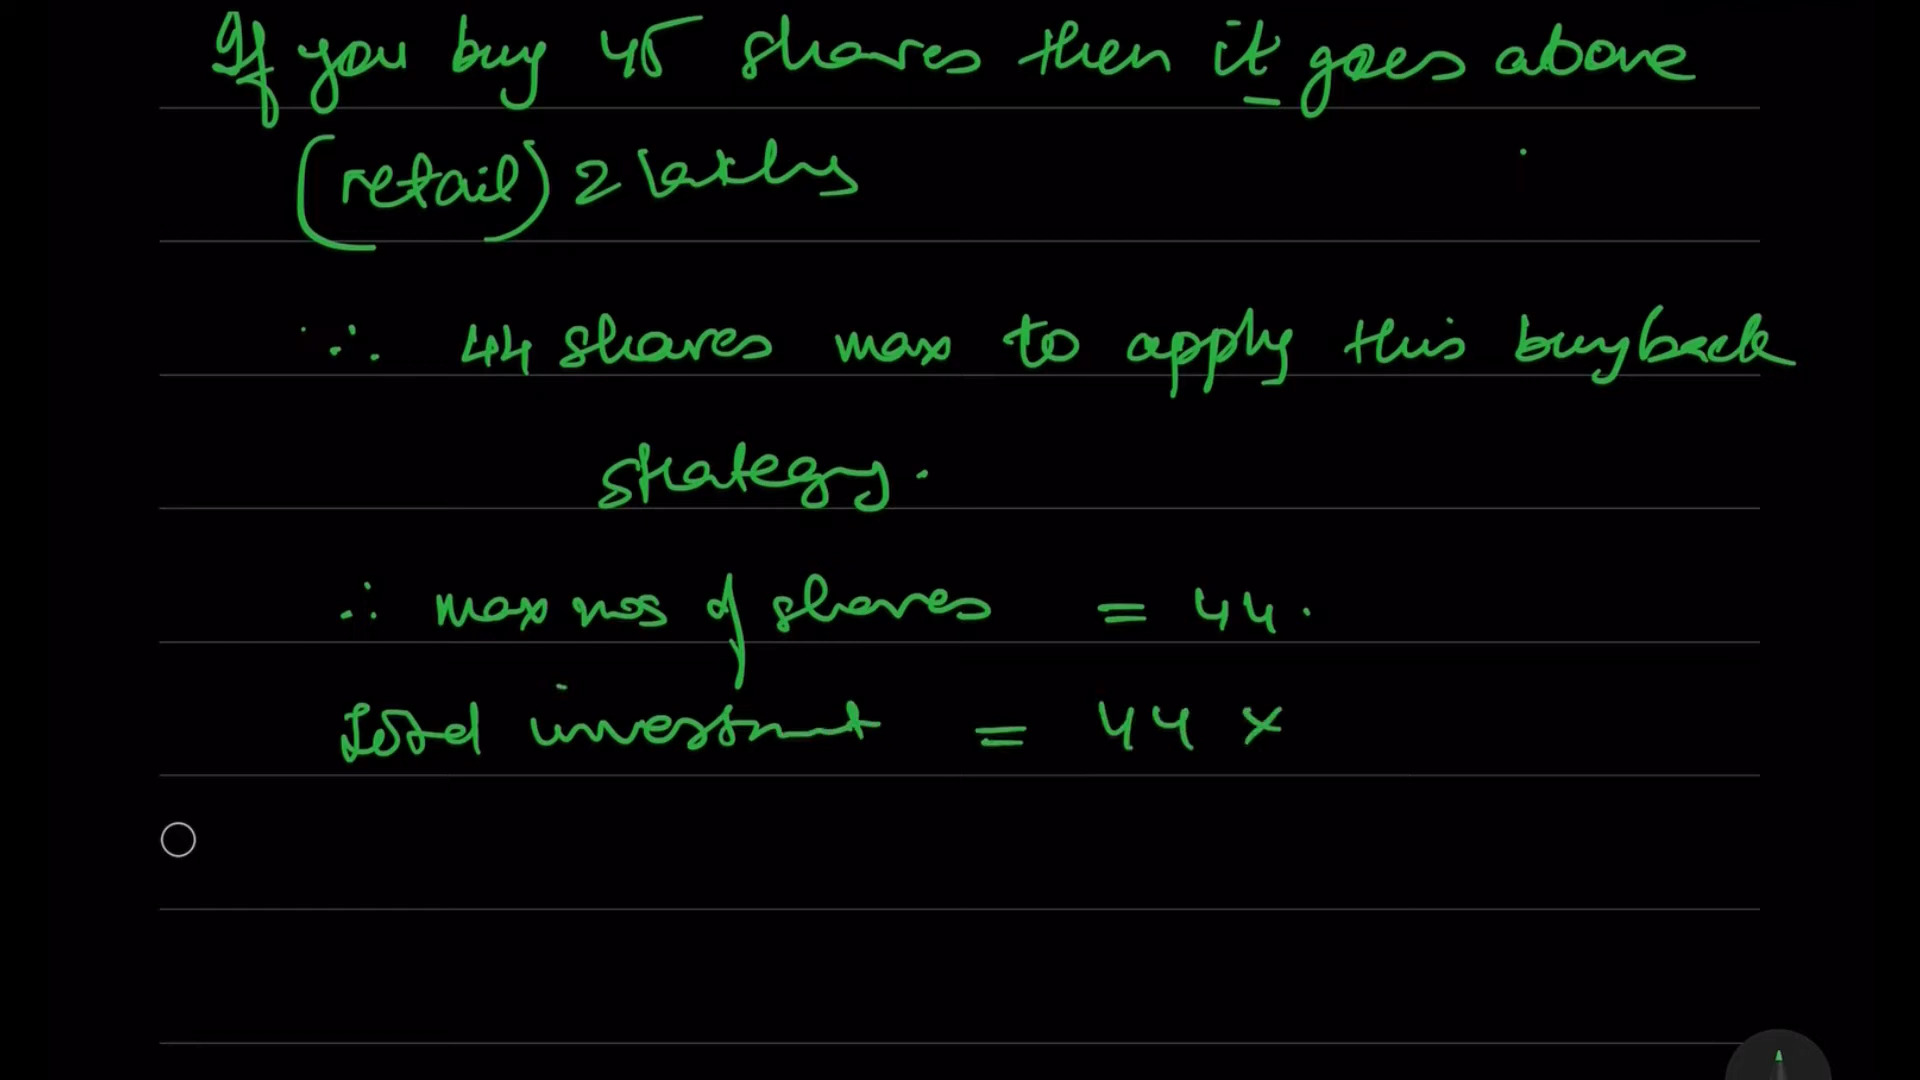 If you buy 45 shares then it goes above
(retail) 2 lakhs
∴ 44 shares max to apply this buyback
strategy.
∴ max nos of shares = 44.
Total investment = 44 x